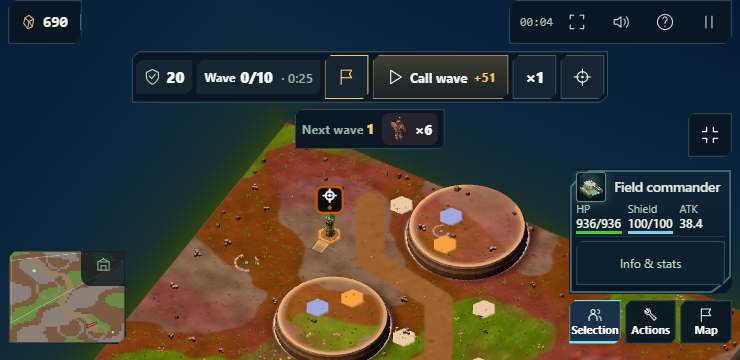 690
00:04
20
Wave 0/10 · 0:25
Call wave +51
×1
Next wave 1
×6
Field commander
HP Shield ATK
936/936 100/100 38.4
Info & stats
Selection Actions Map